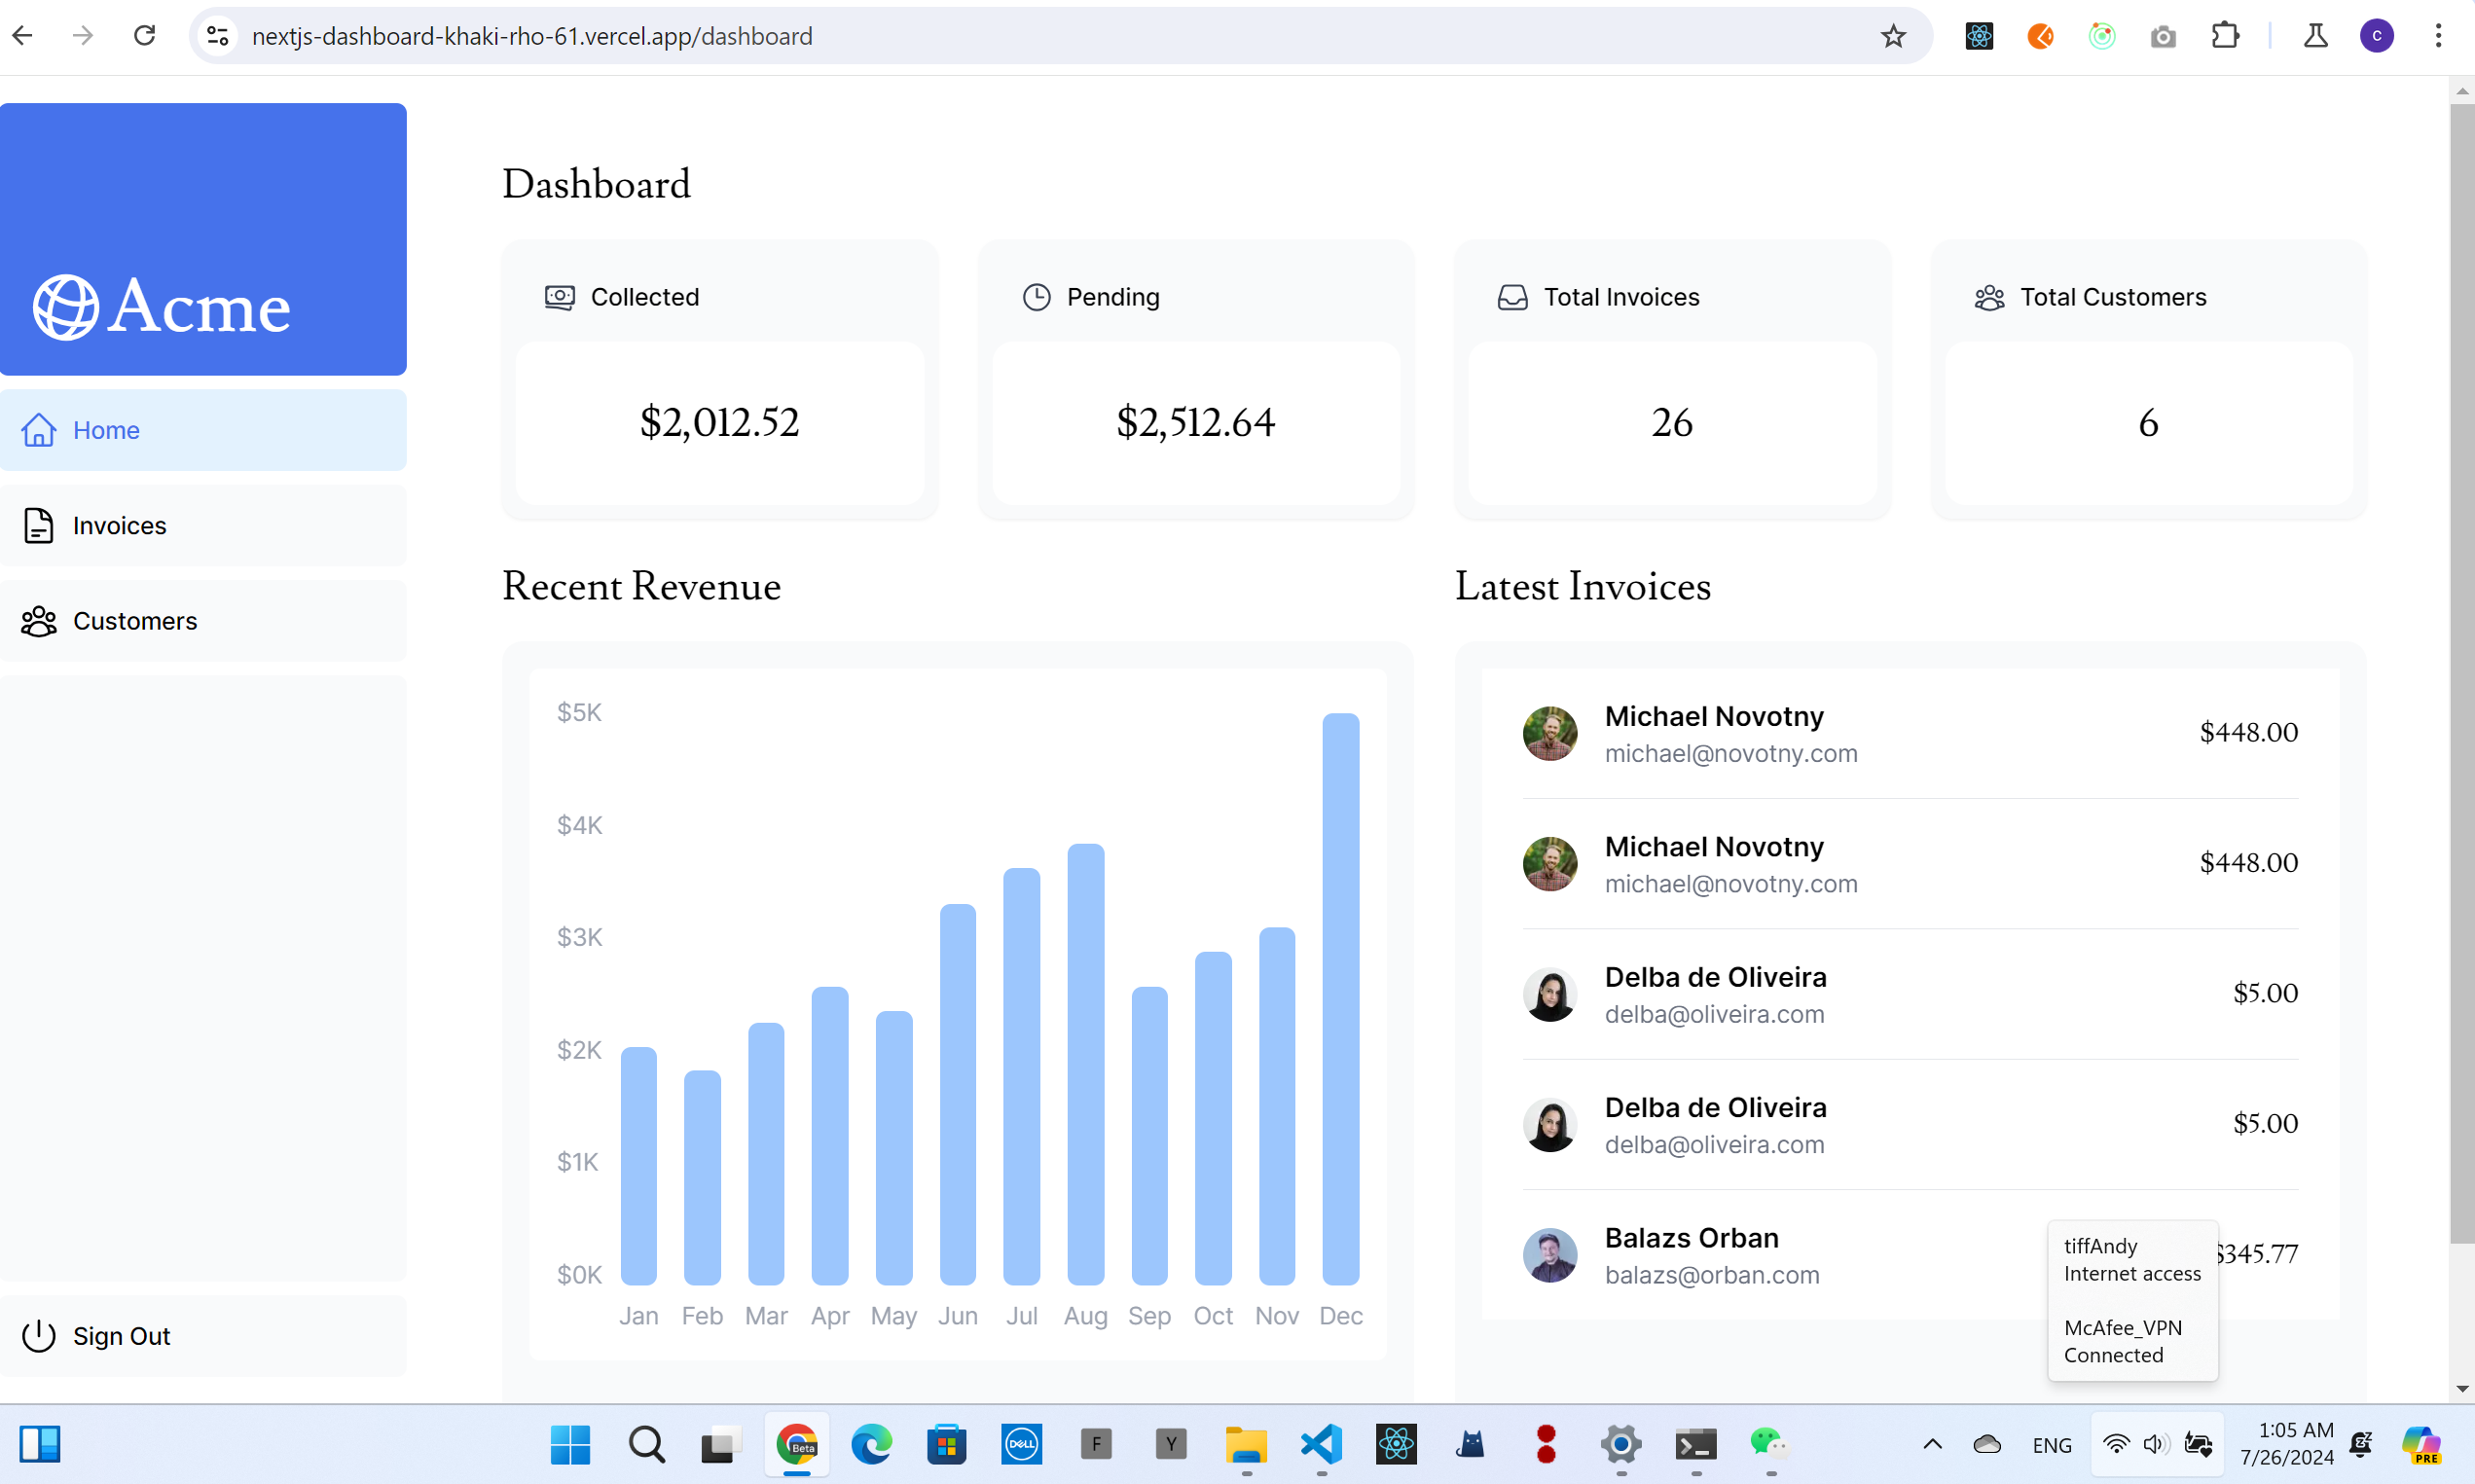 nextjs-dashboard-khaki-rho-61.vercel.app/dashboard
C
Acme
Home
Invoices
Customers
Sign Out
Dashboard
Collected
$2,012.52
Pending
$2,512.64
Total Invoices
26
Total Customers
6
Recent Revenue
$5K
$4K
$3K
$2K
$1K
$0K
Jan Feb Mar Apr May Jun Jul Aug Sep Oct Nov Dec
Latest Invoices
Michael Novotny
michael@novotny.com
$448.00
Michael Novotny
michael@novotny.com
$448.00
Delba de Oliveira
delba@oliveira.com
$5.00
Delba de Oliveira
delba@oliveira.com
$5.00
Balazs Orban
balazs@orban.com
$345.77
tiffAndy
Internet access
McAfee_VPN
Connected
Beta
DELL
F
Y
ENG
1:05 AM
7/26/2024
PRE